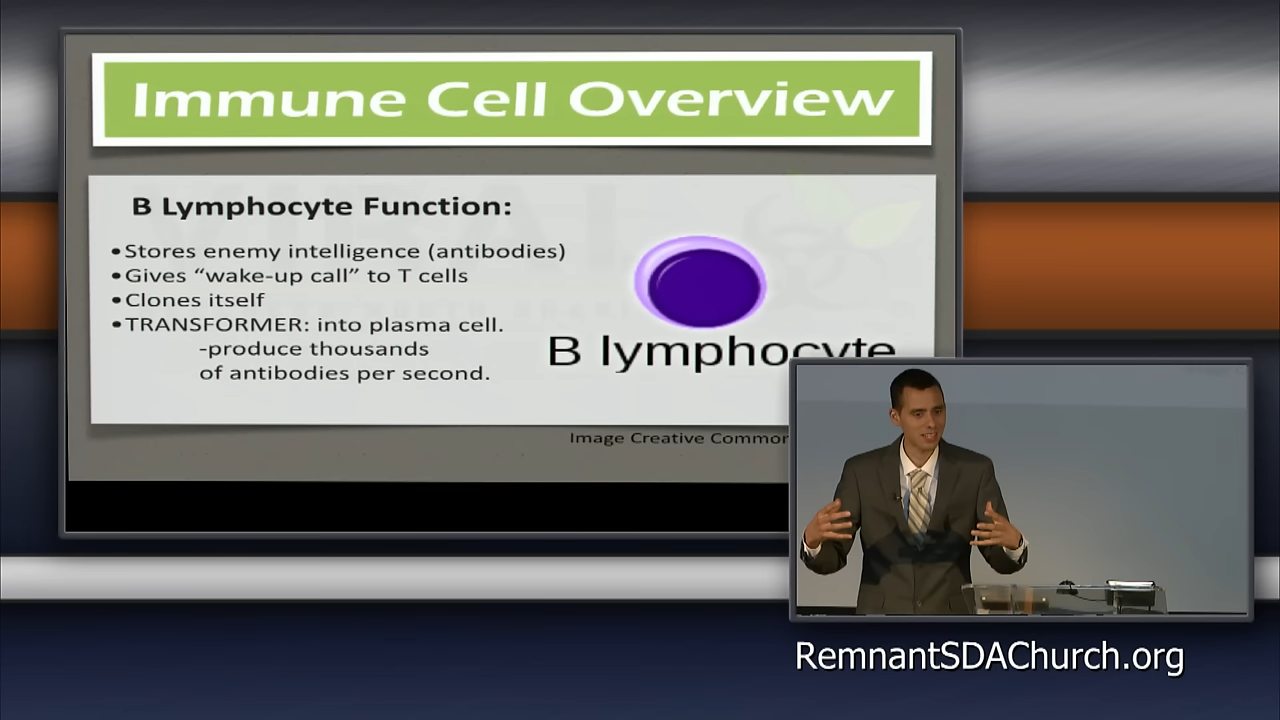 Immune Cell Overview
B Lymphocyte Function:
•Stores enemy intelligence (antibodies)
•Gives “wake-up call” to T cells
•Clones itself
•TRANSFORMER: into plasma cell.
-produce thousands
of antibodies per second.
B lymphocyte
Image Creative Common
RemnantSDAChurch.org